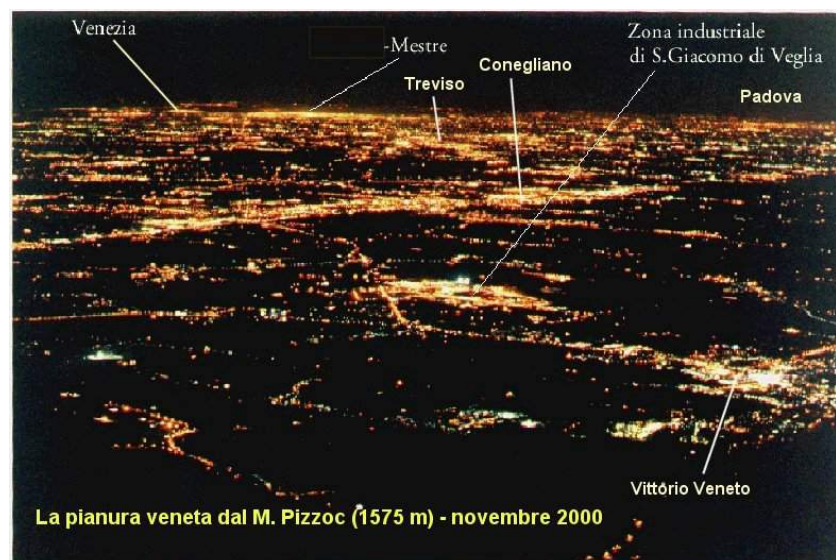 Venezia
-Mestre
Treviso
Conegliano
Zona industriale
di S.Giacomo di Veglia
Padova
Vittorio Veneto
La pianura veneta dal M. Pizzoc (1575 m) - novembre 2000